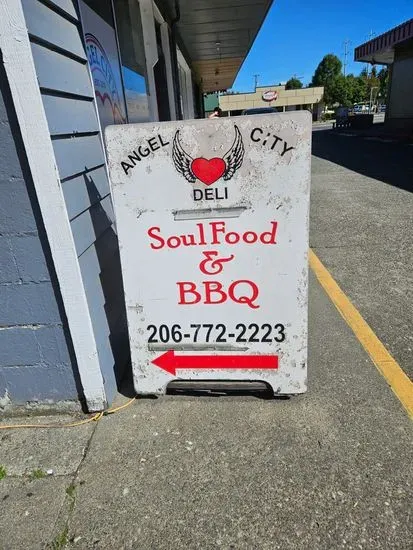 ANGEL CITY
DELI
Soul Food
&
BBQ
206-772-2223